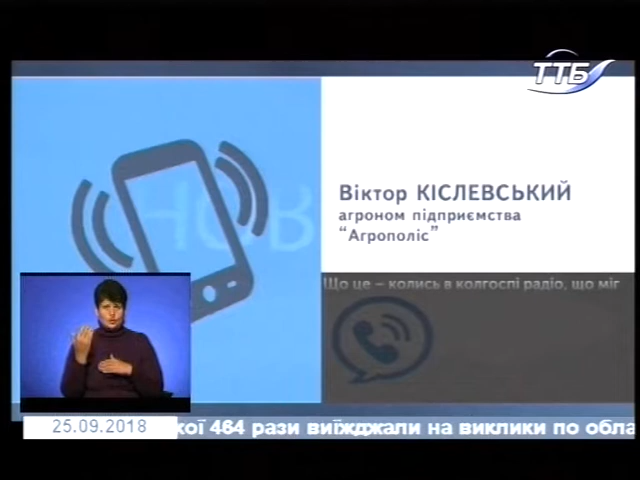 ТТБ
Віктор КІСЛЕВСЬКИЙ
агроном підприємства
“Агрополіс”
Що це – колись в колгоспі радіо, що міг
25.09.2018
кої 464 рази виїжджали на виклики по обла